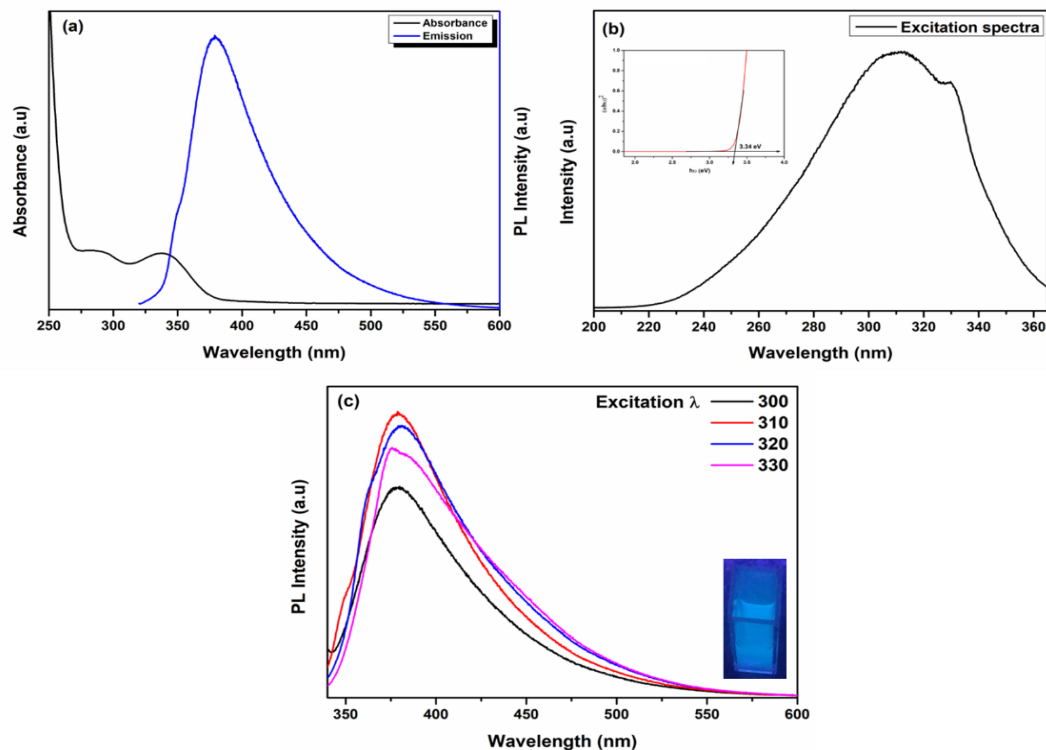 (a)
Absorbance
Emission
Absorbance (a.u)
PL Intensity (a.u)
250 300 350 400 450 500 550 600
Wavelength (nm)
(b)
Excitation spectra
Intensity (a.u)
1.0
0.8
0.6
0.4
0.2
0.0
3.34 eV
2.0 2.5 3.0 3.5 4.0
200 220 240 260 280 300 320 340 360
Wavelength (nm)
(c)
Excitation λ
300
310
320
330
PL Intensity (a.u)
350 400 450 500 550 600
Wavelength (nm)